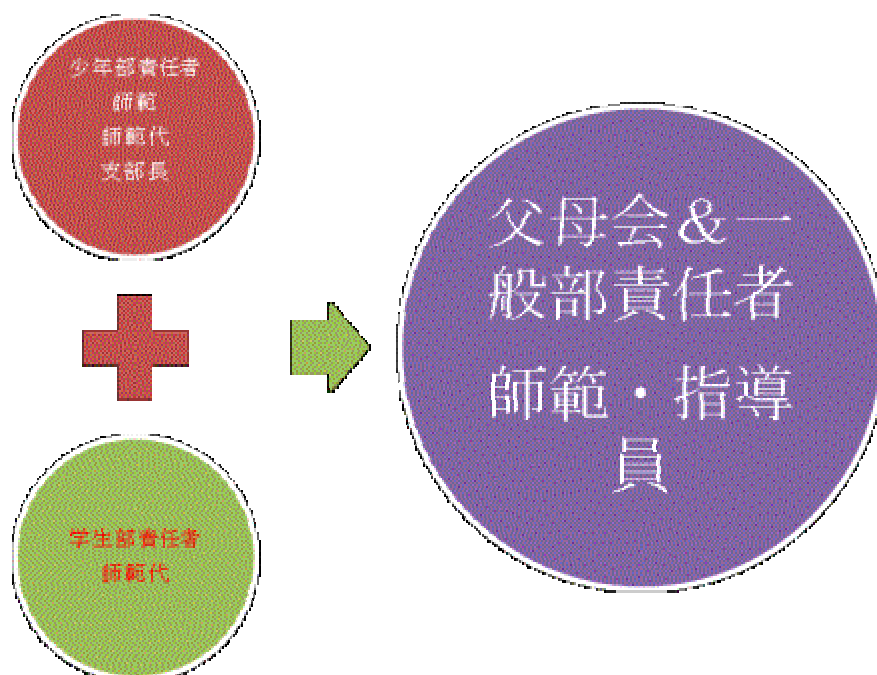 少年部責任者
師範
師範代
支部長
学生部責任者
師範代
父母会&一
般部責任者
師範・指導
員